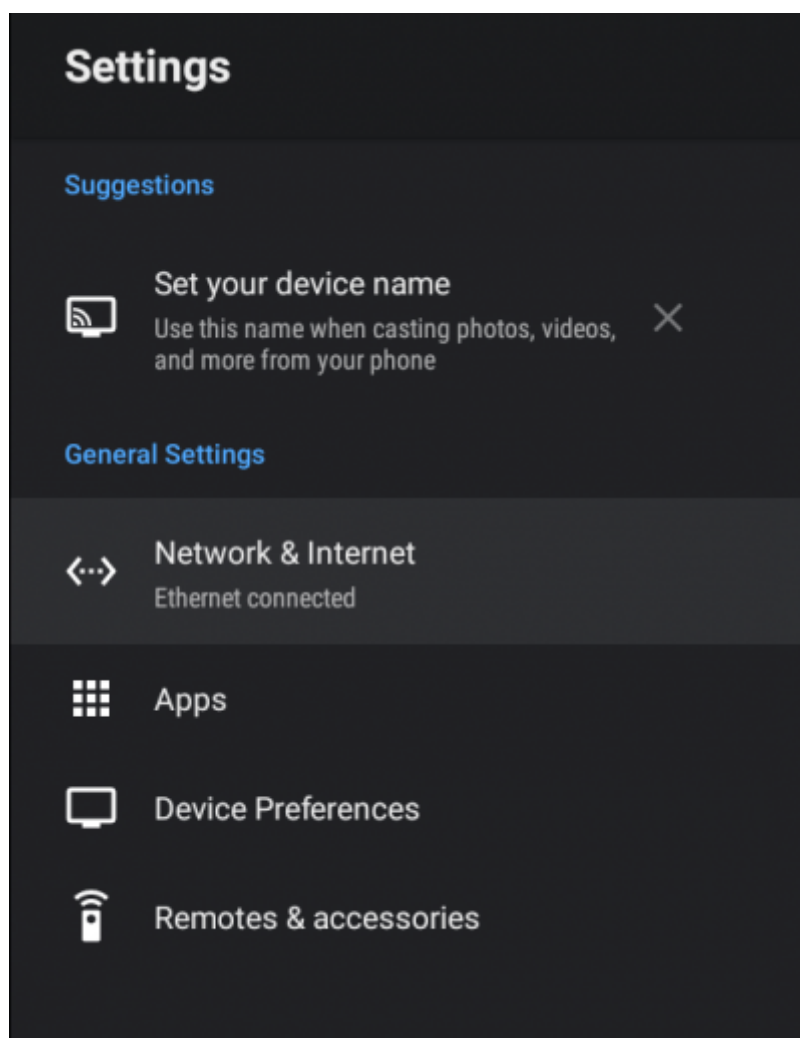 Settings
Suggestions
Set your device name
Use this name when casting photos, videos,
and more from your phone
General Settings
Network & Internet
Ethernet connected
Apps
Device Preferences
Remotes & accessories